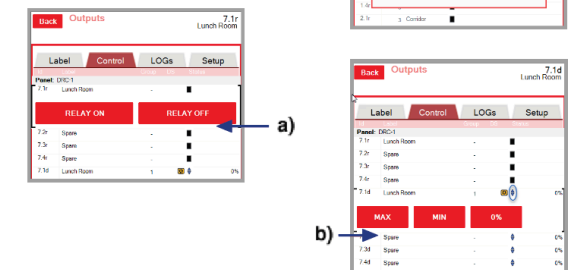 Back Outputs 7.1r
Lunch Room
Label Control LOGs Setup
Panel: DRC-1
7.1r Lunch Room -
RELAY ON RELAY OFF
7.2r Spare -
7.3r Spare -
7.4r Spare -
7.1d Lunch Room 1 0%
a)
1.4r
2.1r 3 Corridor
Back Outputs 7.1d
Lunch Room
Label Control LOGs Setup
Panel: DRC-1
7.1r Lunch Room -
7.2r Spare -
7.3r Spare -
7.4r Spare -
7.1d Lunch Room 1 0%
MAX MIN 0%
b)
Spare - 0%
7.3d Spare - 0%
7.4d Spare - 0%